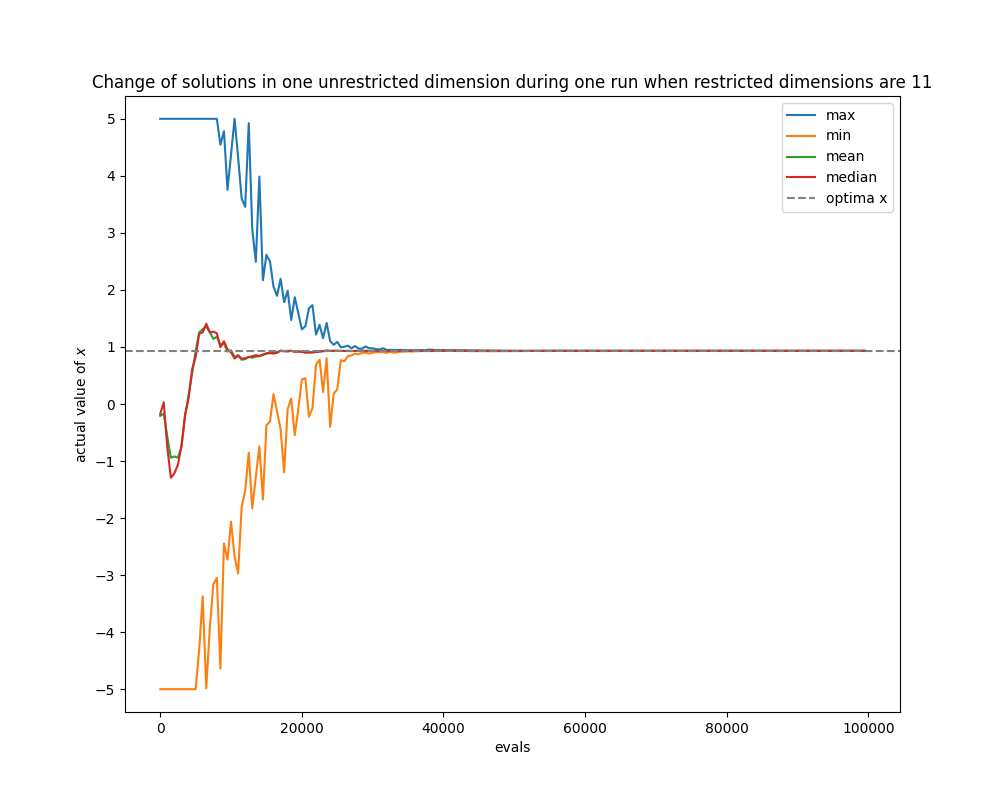 Change of solutions in one unrestricted dimension during one run when restricted dimensions are 11
max
min
mean
median
optima x
5
4
3
2
1
0
−1
−2
−3
−4
−5
actual value of x
0 20000 40000 60000 80000 100000
evals